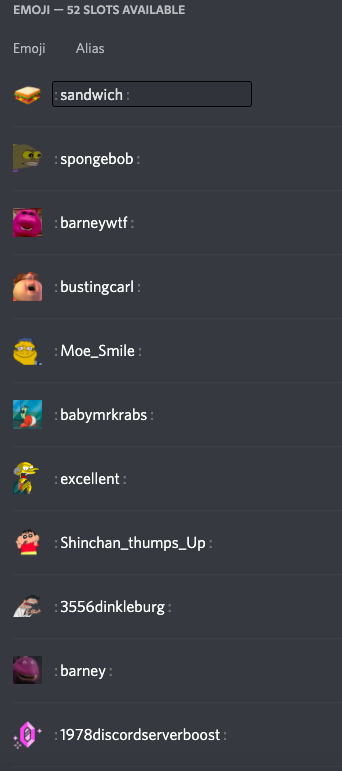 EMOJI — 52 SLOTS AVAILABLE
Emoji Alias
:sandwich:
:spongebob:
:barneywtf:
:bustingcarl:
:Moe_Smile:
:babymrkrabs:
:excellent:
:Shinchan_thumps_Up:
:3556dinkleburg:
:barney:
:1978discordserverboost: